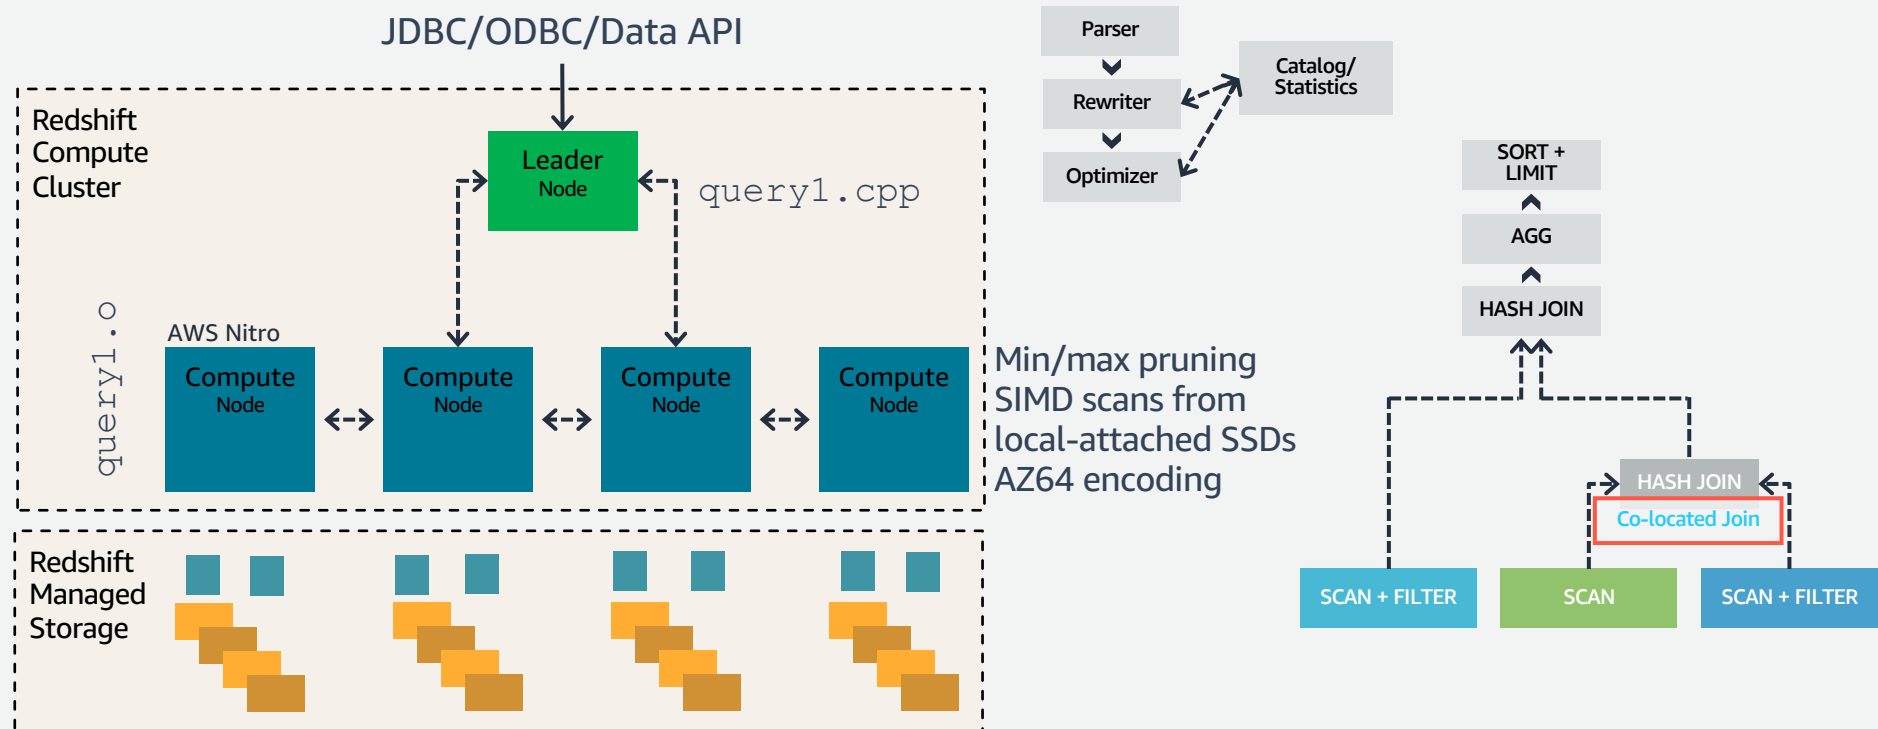 JDBC/ODBC/Data API
Redshift
Compute
Cluster
Leader
Node
query1.cpp
query1.o
AWS Nitro
Compute
Node
Compute
Node
Compute
Node
Compute
Node
Min/max pruning
SIMD scans from
local-attached SSDs
AZ64 encoding
Redshift
Managed
Storage
Parser
Rewriter
Optimizer
Catalog/
Statistics
SORT +
LIMIT
AGG
HASH JOIN
HASH JOIN
Co-located Join
SCAN + FILTER
SCAN
SCAN + FILTER